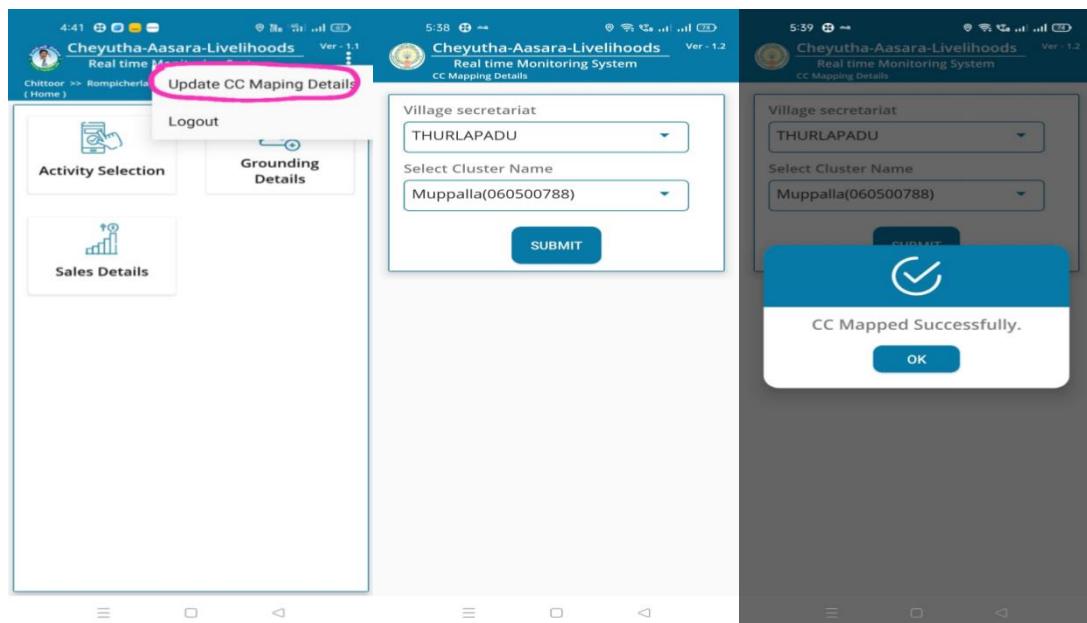 4:41
Cheyutha-Aasara-Livelihoods Ver - 1.1
Real time
Chittoor >> Rompicherla
( Home )
Update CC Maping Details
Logout
Activity Selection
Grounding
Details
Sales Details
5:38
Cheyutha-Aasara-Livelihoods Ver - 1.2
Real time Monitoring System
CC Mapping Details
Village secretariat
THURLAPADU
Select Cluster Name
Muppalla(060500788)
SUBMIT
5:39
Cheyutha-Aasara-Livelihoods Ver - 1.2
Real time Monitoring System
CC Mapping Details
Village secretariat
THURLAPADU
Select Cluster Name
Muppalla(060500788)
SUBMIT
CC Mapped Successfully.
OK